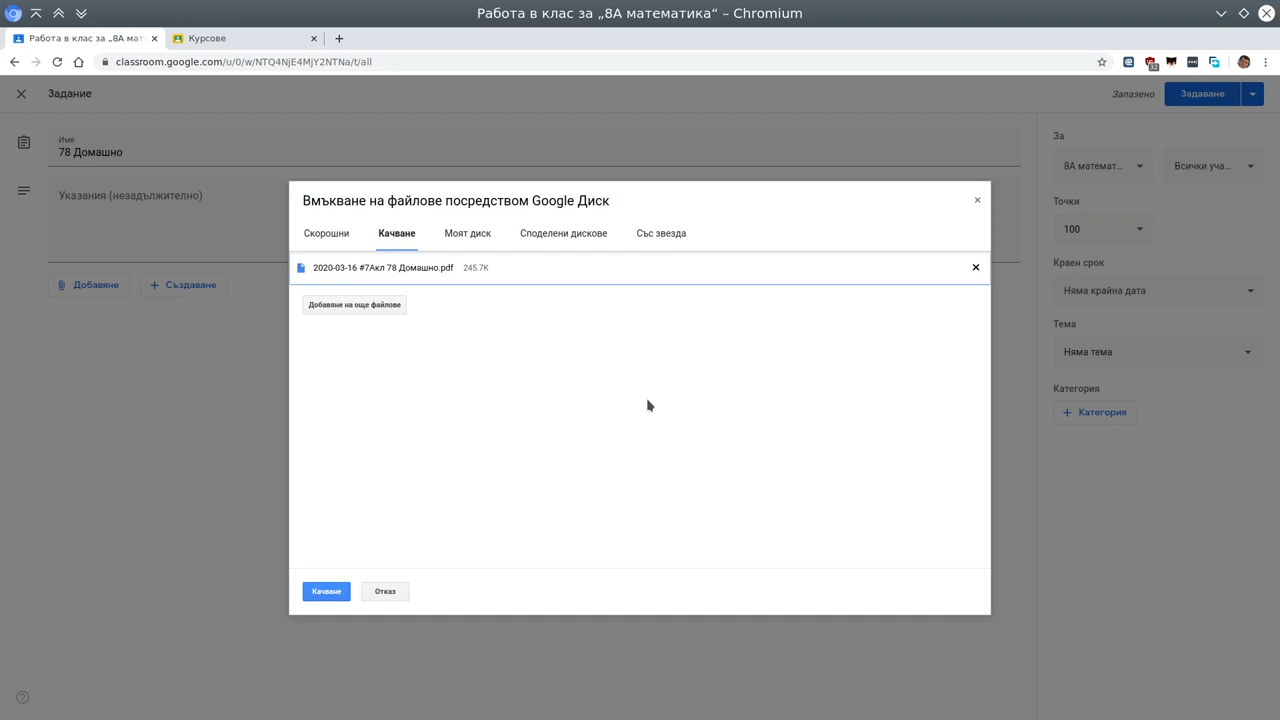 Работа в клас за „8А математика“ – Chromium
Работа в клас за „8А мат
Курсове
classroom.google.com/u/0/w/NTQ4NjE4MjY2NTNa/t/all
12
Задание
Запазено
Задаване
Име
78 Домашно
Указания (незадължително)
Добавяне
Създаване
За
8А математ...
Всички уча...
Точки
100
Краен срок
Няма крайна дата
Тема
Няма тема
Категория
Категория
Вмъкване на файлове посредством Google Диск
Скорошни
Качване
Моят диск
Споделени дискове
Със звезда
2020-03-16 #7Акл 78 Домашно.pdf 245.7K
Добавяне на още файлове
Качване
Отказ